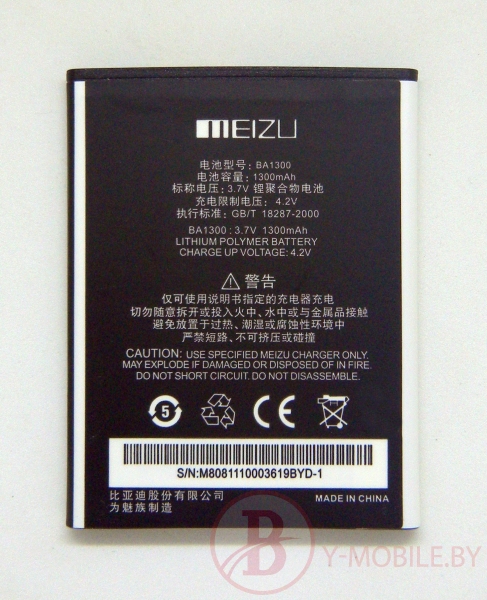 MEIZU
电池型号: BA1300
电池容量: 1300mAh
标称电压: 3.7V 锂聚合物电池
充电限制电压: 4.2V
执行标准: GB/T 18287-2000
BA1300 : 3.7V 1300mAh
LITHIUM POLYMER BATTERY
CHARGE UP VOLTAGE: 4.2V
警告
仅可使用说明书指定的充电器充电
切勿随意拆开或投入火中、水中或与金属品接触
避免放置于过热、潮湿或腐蚀性环境中
严禁短路、不可挤压或碰撞
CAUTION: USE SPECIFIED MEIZU CHARGER ONLY.
MAY EXPLODE IF DAMAGED OR DISPOSED OF IN FIRE.
DO NOT SHORT CIRCUIT. DO NOT DISASSEMBLE.
5 CE
S/N:M8081110003619BYD-1
比亚迪股份有限公司
为魅族制造
MADE IN CHINA
B
Y-MOBILE.BY